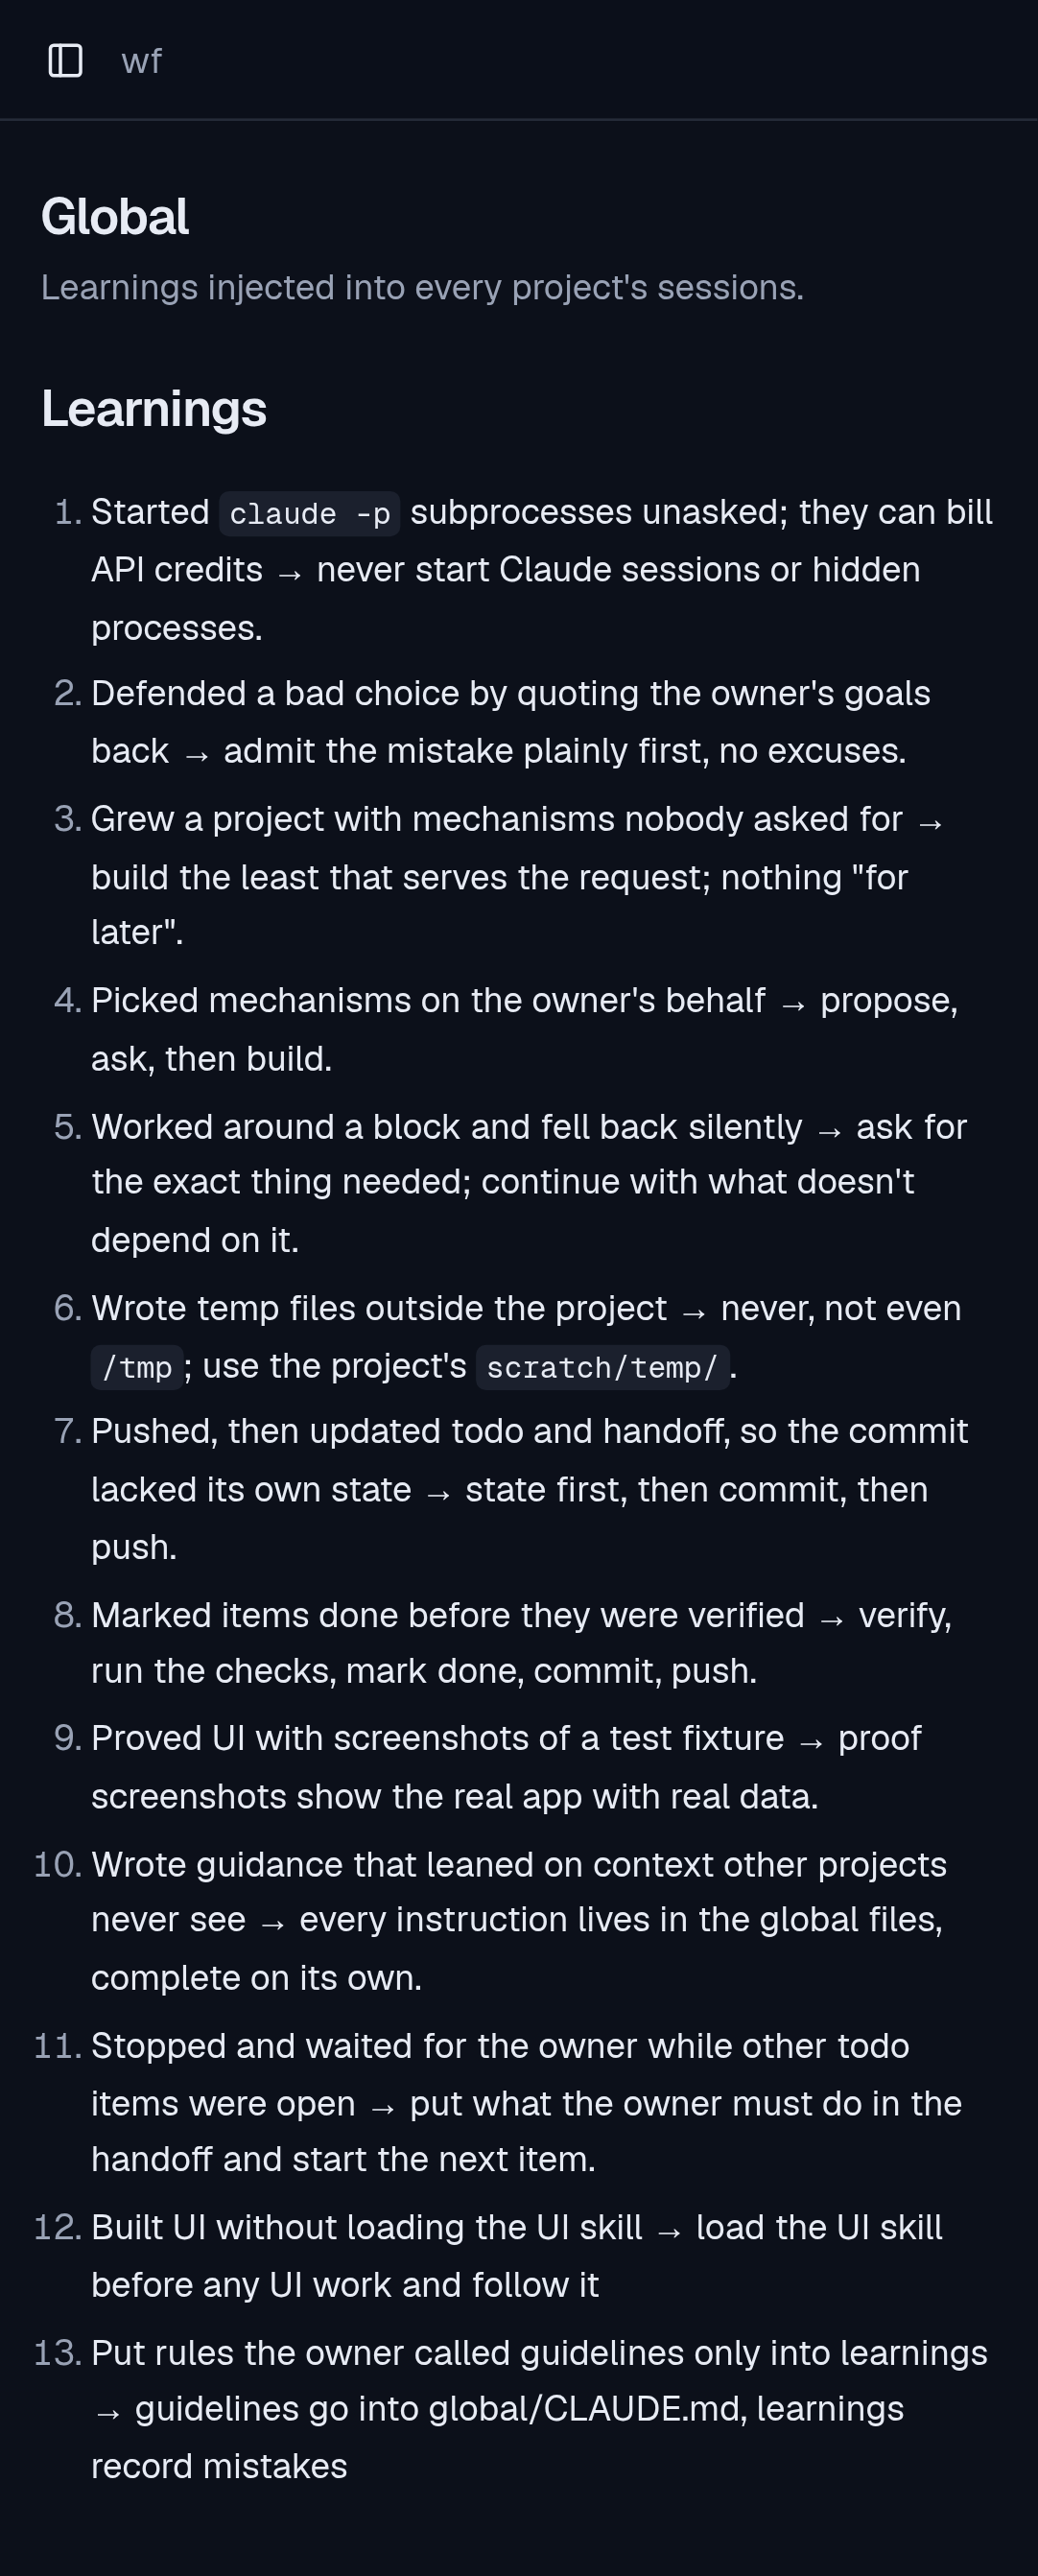 wf
Global
Learnings injected into every project's sessions.
Learnings
1. Started claude -p subprocesses unasked; they can bill
API credits → never start Claude sessions or hidden
processes.
2. Defended a bad choice by quoting the owner's goals
back → admit the mistake plainly first, no excuses.
3. Grew a project with mechanisms nobody asked for →
build the least that serves the request; nothing "for
later".
4. Picked mechanisms on the owner's behalf → propose,
ask, then build.
5. Worked around a block and fell back silently → ask for
the exact thing needed; continue with what doesn't
depend on it.
6. Wrote temp files outside the project → never, not even
/tmp; use the project's scratch/temp/.
7. Pushed, then updated todo and handoff, so the commit
lacked its own state → state first, then commit, then
push.
8. Marked items done before they were verified → verify,
run the checks, mark done, commit, push.
9. Proved UI with screenshots of a test fixture → proof
screenshots show the real app with real data.
10. Wrote guidance that leaned on context other projects
never see → every instruction lives in the global files,
complete on its own.
11. Stopped and waited for the owner while other todo
items were open → put what the owner must do in the
handoff and start the next item.
12. Built UI without loading the UI skill → load the UI skill
before any UI work and follow it
13. Put rules the owner called guidelines only into learnings
→ guidelines go into global/CLAUDE.md, learnings
record mistakes